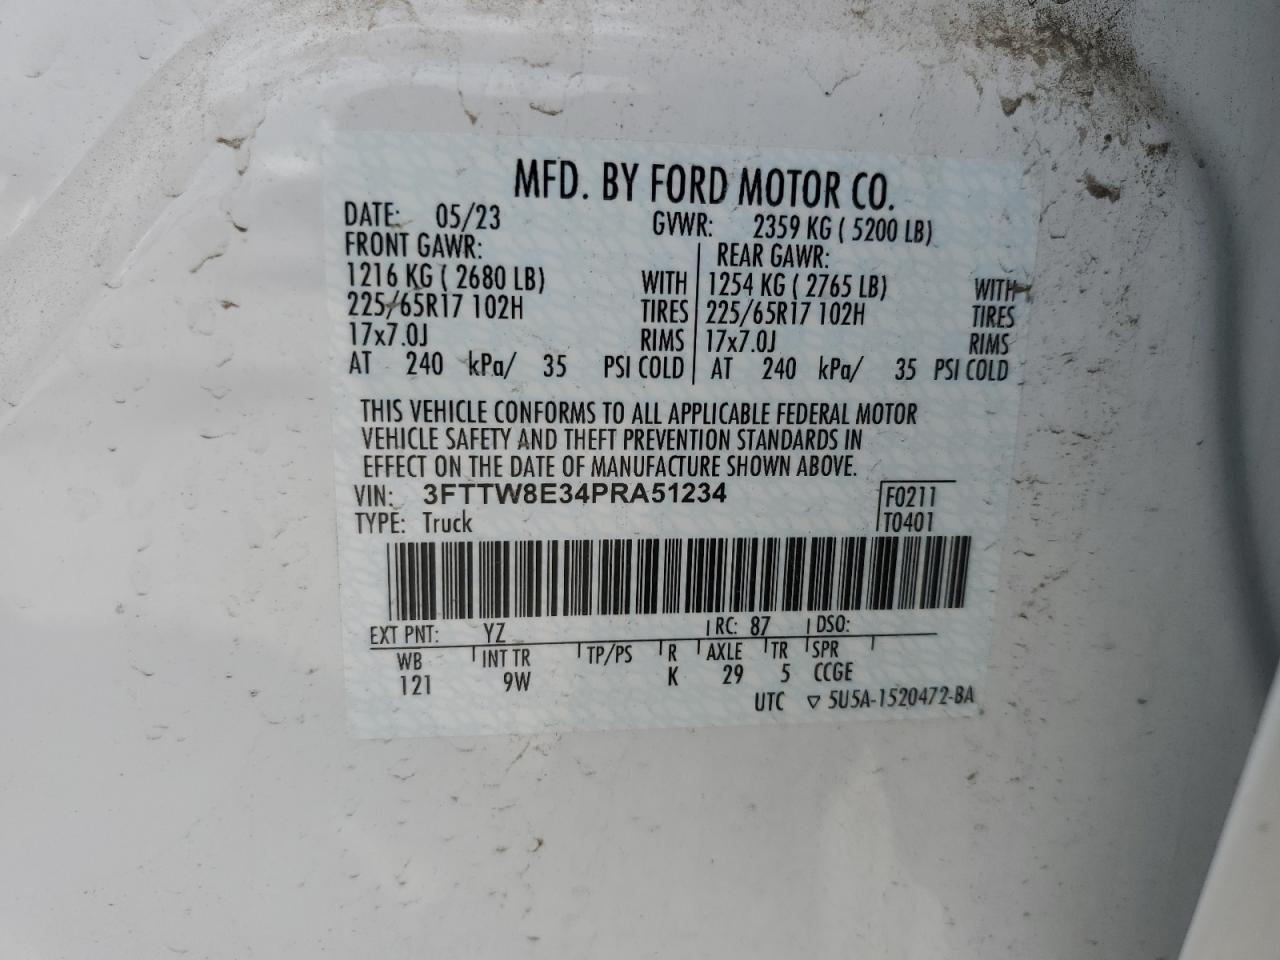 MFD. BY FORD MOTOR CO.
DATE: 05/23 GVWR: 2359 KG ( 5200 LB)
FRONT GAWR: REAR GAWR:
1216 KG ( 2680 LB) WITH 1254 KG ( 2765 LB) WITH
225/65R17 102H TIRES 225/65R17 102H TIRES
17x7.0J RIMS 17x7.0J RIMS
AT 240 kPa/ 35 PSI COLD AT 240 kPa/ 35 PSI COLD
THIS VEHICLE CONFORMS TO ALL APPLICABLE FEDERAL MOTOR
VEHICLE SAFETY AND THEFT PREVENTION STANDARDS IN
EFFECT ON THE DATE OF MANUFACTURE SHOWN ABOVE.
VIN: 3FTTW8E34PRA51234 F0211
TYPE: Truck T0401
EXT PNT: YZ RC: 87 DSO:
WB INT TR TP/PS R AXLE TR SPR
121 9W K 29 5 CCGE
UTC ▽ 5U5A-1520472-BA